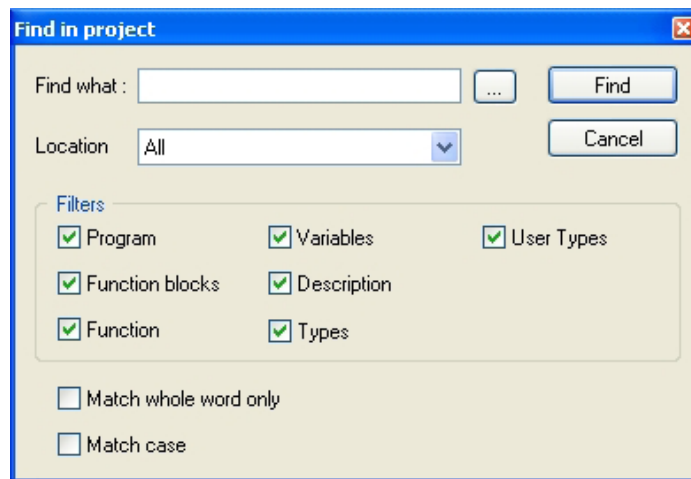 Find in project
Find what :
...
Find
Location
All
Cancel
Filters
Program
Variables
User Types
Function blocks
Description
Function
Types
Match whole word only
Match case